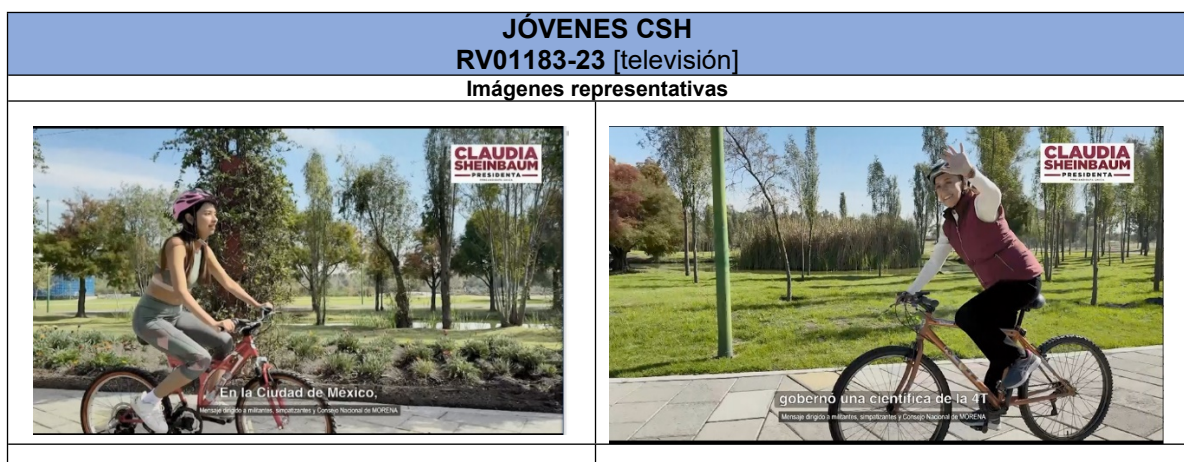 JÓVENES CSH
RV01183-23 [televisión]
Imágenes representativas
CLAUDIA
SHEINBAUM
PRESIDENTA
En la Ciudad de México,
Mensaje dirigido a militantes, simpatizantes y Consejo Nacional de MORENA
CLAUDIA
SHEINBAUM
PRESIDENTA
gobernó una científica de la 4T
Mensaje dirigido a militantes, simpatizantes y Consejo Nacional de MORENA